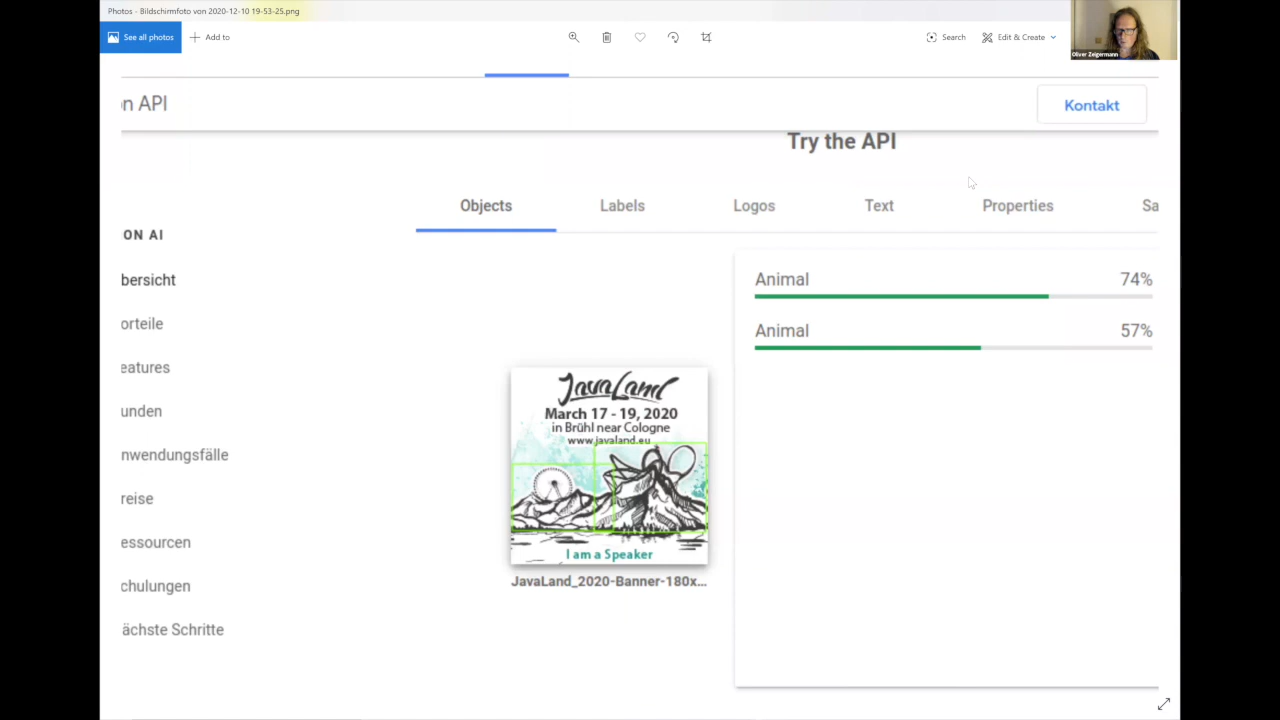 Photos - Bildschirmfoto von 2020-12-10 19-53-25.png
See all photos
Add to
Search
Edit & Create
Oliver Zeigermann
on API
Kontakt
Try the API
Objects
Labels
Logos
Text
Properties
Sa
ON AI
bersicht
orteile
eatures
unden
nwendungsfälle
reise
essourcen
chulungen
ächste Schritte
Animal 74%
Animal 57%
JavaLand
March 17 - 19, 2020
in Brühl near Cologne
www.javaland.eu
I am a Speaker
JavaLand_2020-Banner-180x...